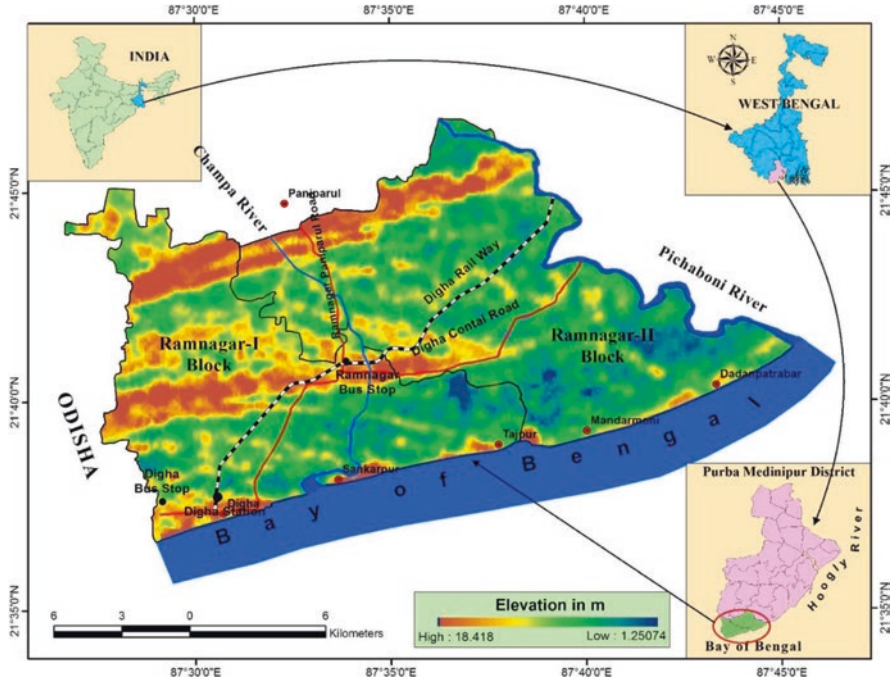 87°30'0"E
87°35'0"E
87°40'0"E
87°45'0"E
INDIA
N
W
E
S
WEST BENGAL
21°45'0"N
21°45'0"N
Champa River
Paniparul
Ramnagar Paniparul Road
Digha Rail Way
Pichaboni River
Digha Contal Road
Ramnagar-I
Block
Ramnagar-II
Block
Ramnagar
Bus Stop
21°40'0"N
21°40'0"N
Dadanpatrabar
ODISHA
Mandarmoni
Tajpur
Sankarpur
Digha
Bus Stop
Digha
Digha Station
Bay of Bengal
Purba Medinipur District
Hoogly River
Bay of Bengal
21°35'0"N
21°35'0"N
6
3
0
6
Kilometers
Elevation in m
High : 18.418
Low : 1.25074
87°30'0"E
87°35'0"E
87°40'0"E
87°45'0"E